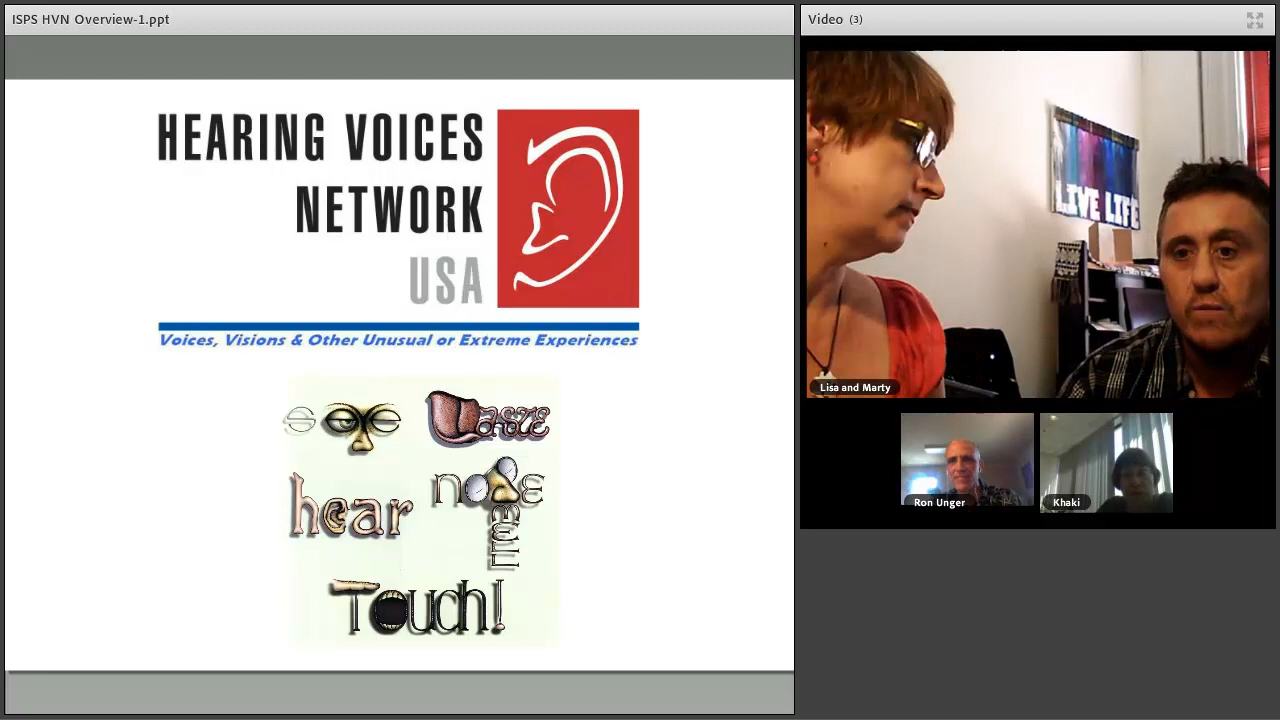 ISPS HVN Overview-1.ppt
HEARING VOICES
NETWORK
USA
Voices, Visions & Other Unusual or Extreme Experiences
see taste
hear nose
smell
Touch!
Video (3)
LIVE LIFE
Lisa and Marty
Ron Unger
Khaki